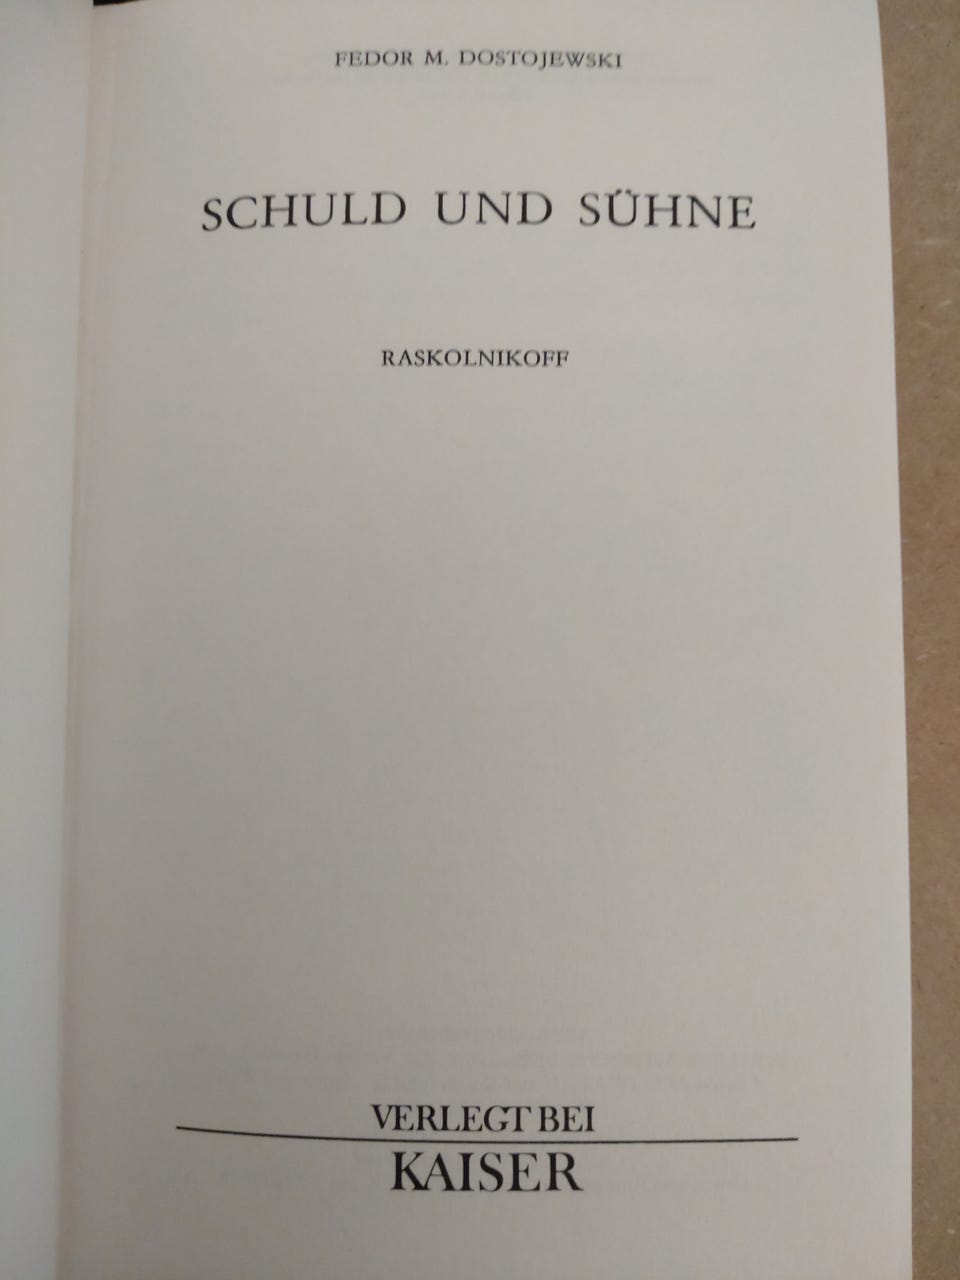 FEDOR M. DOSTOJEWSKI
SCHULD UND SÜHNE
RASKOLNIKOFF
VERLEGT BEI
KAISER